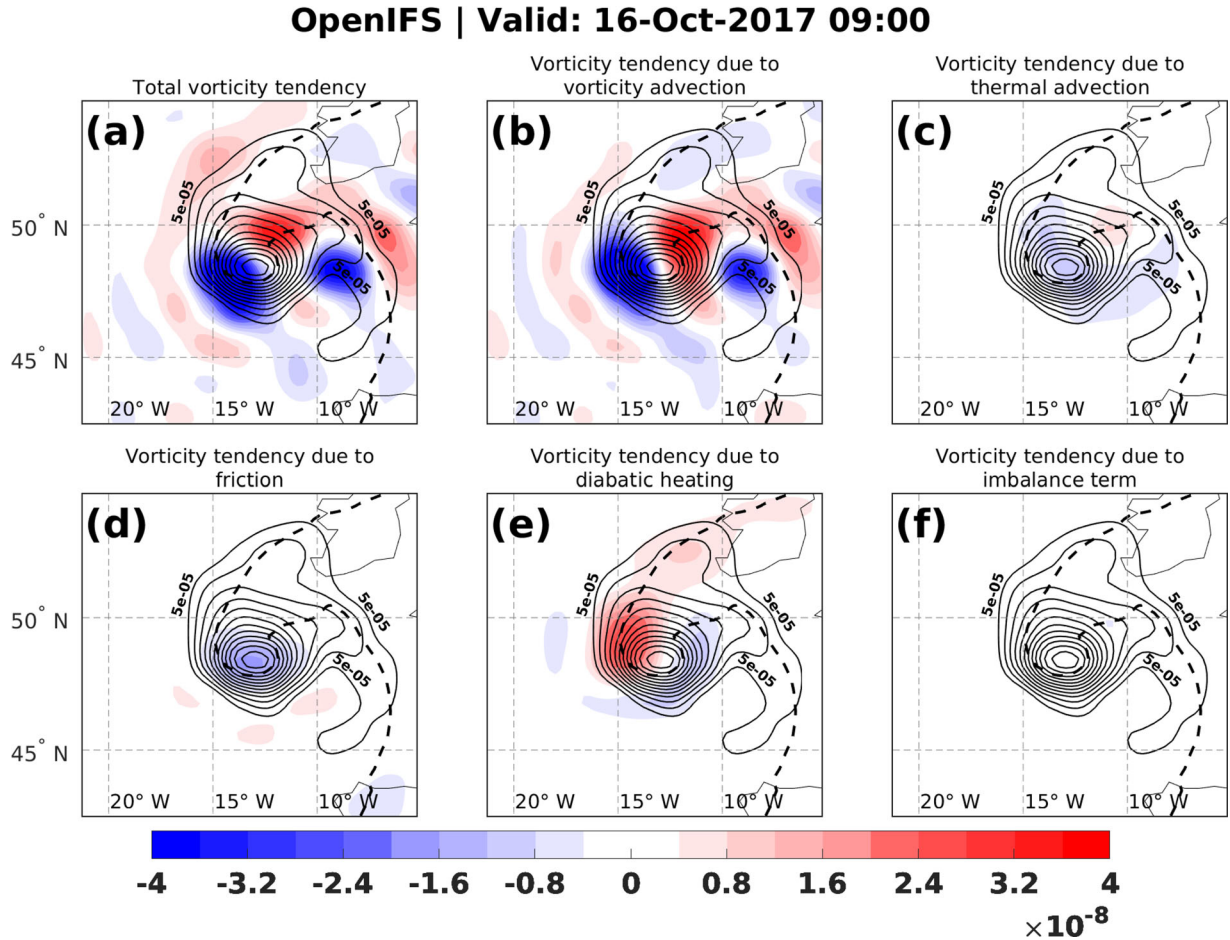 OpenIFS | Valid: 16-Oct-2017 09:00
Total vorticity tendency
Vorticity tendency due to
vorticity advection
Vorticity tendency due to
thermal advection
(a)
(b)
(c)
5e-05
5e-05
5e-05
5e-05
5e-05
5e-05
5e-05
5e-05
5e-05
50° N
45° N
20° W
15° W
10° W
20° W
15° W
10° W
20° W
15° W
10° W
Vorticity tendency due to
friction
Vorticity tendency due to
diabatic heating
Vorticity tendency due to
imbalance term
(d)
(e)
(f)
5e-05
5e-05
5e-05
5e-05
5e-05
5e-05
5e-05
5e-05
5e-05
50° N
45° N
20° W
15° W
10° W
20° W
15° W
10° W
20° W
15° W
10° W
-4 -3.2 -2.4 -1.6 -0.8 0 0.8 1.6 2.4 3.2 4
×10⁻⁸